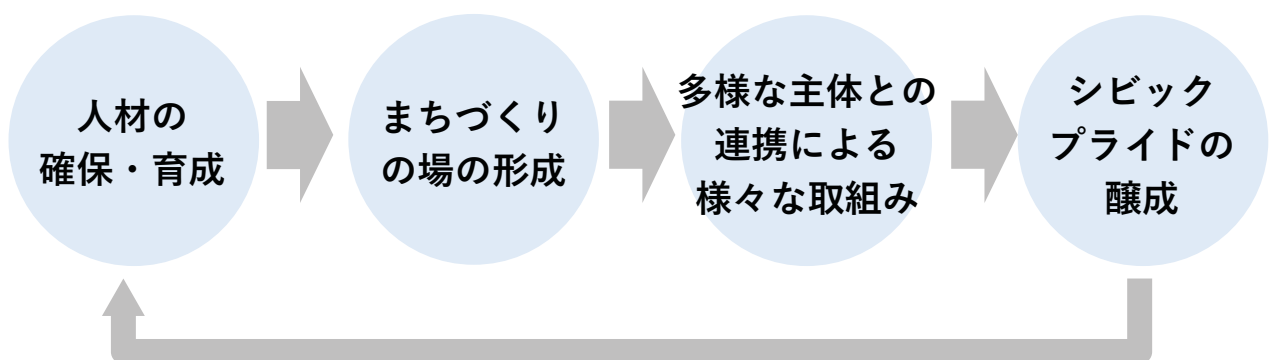 人材の
確保・育成
まちづくり
の場の形成
多様な主体との
連携による
様々な取組み
シビック
プライドの
醸成